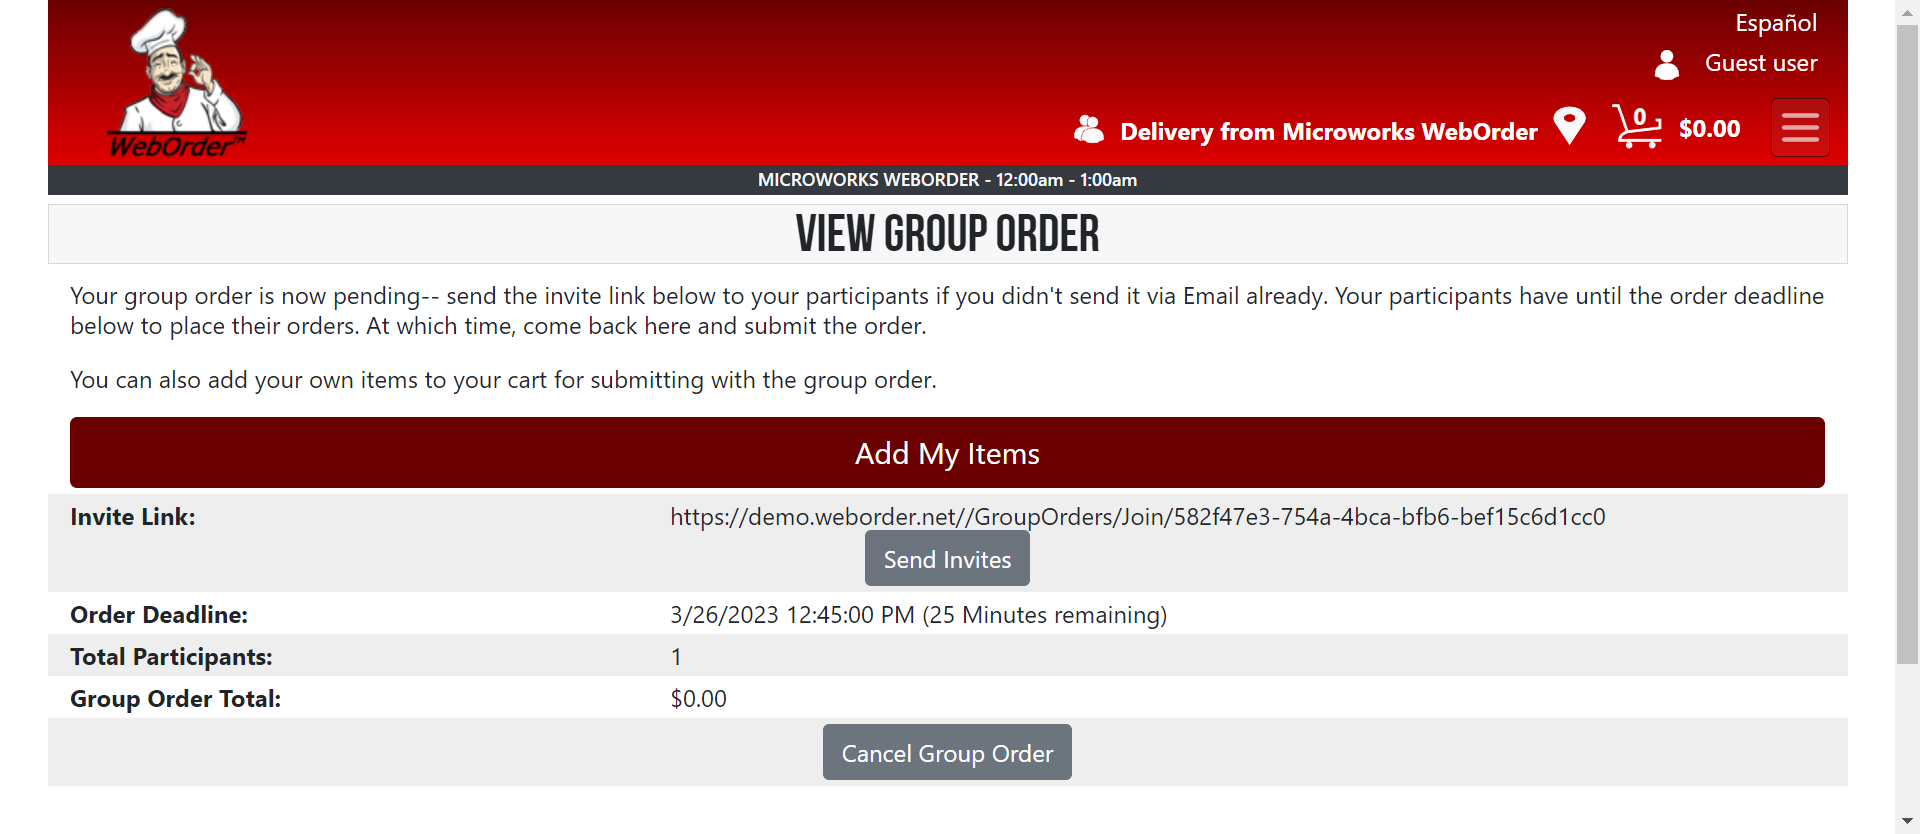 Español
Guest user
WebOrder™
Delivery from Microworks WebOrder
0
$0.00
MICROWORKS WEBORDER - 12:00am - 1:00am
VIEW GROUP ORDER
Your group order is now pending-- send the invite link below to your participants if you didn't send it via Email already. Your participants have until the order deadline
below to place their orders. At which time, come back here and submit the order.
You can also add your own items to your cart for submitting with the group order.
Add My Items
Invite Link: https://demo.weborder.net//GroupOrders/Join/582f47e3-754a-4bca-bfb6-bef15c6d1cc0
Send Invites
Order Deadline: 3/26/2023 12:45:00 PM (25 Minutes remaining)
Total Participants: 1
Group Order Total: $0.00
Cancel Group Order